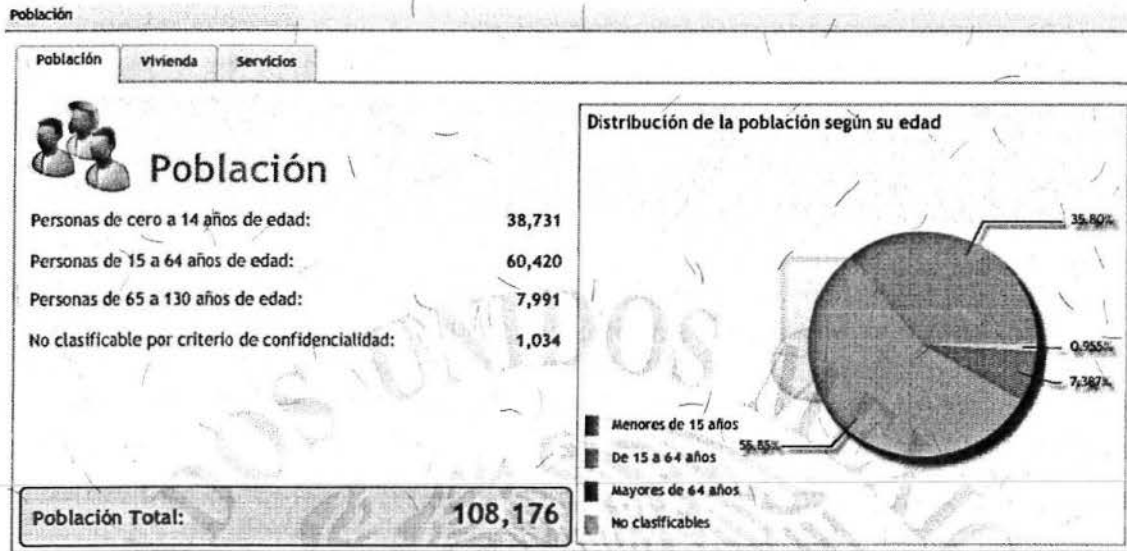 Población
Población Vivienda Servicios
Población
Personas de cero a 14 años de edad: 38,731
Personas de 15 a 64 años de edad: 60,420
Personas de 65 a 130 años de edad: 7,991
No clasificable por criterio de confidencialidad: 1,034
Población Total: 108,176
Distribución de la población según su edad
35.80%
0.955%
7.387%
55.85%
Menores de 15 años
De 15 a 64 años
Mayores de 64 años
No clasificables